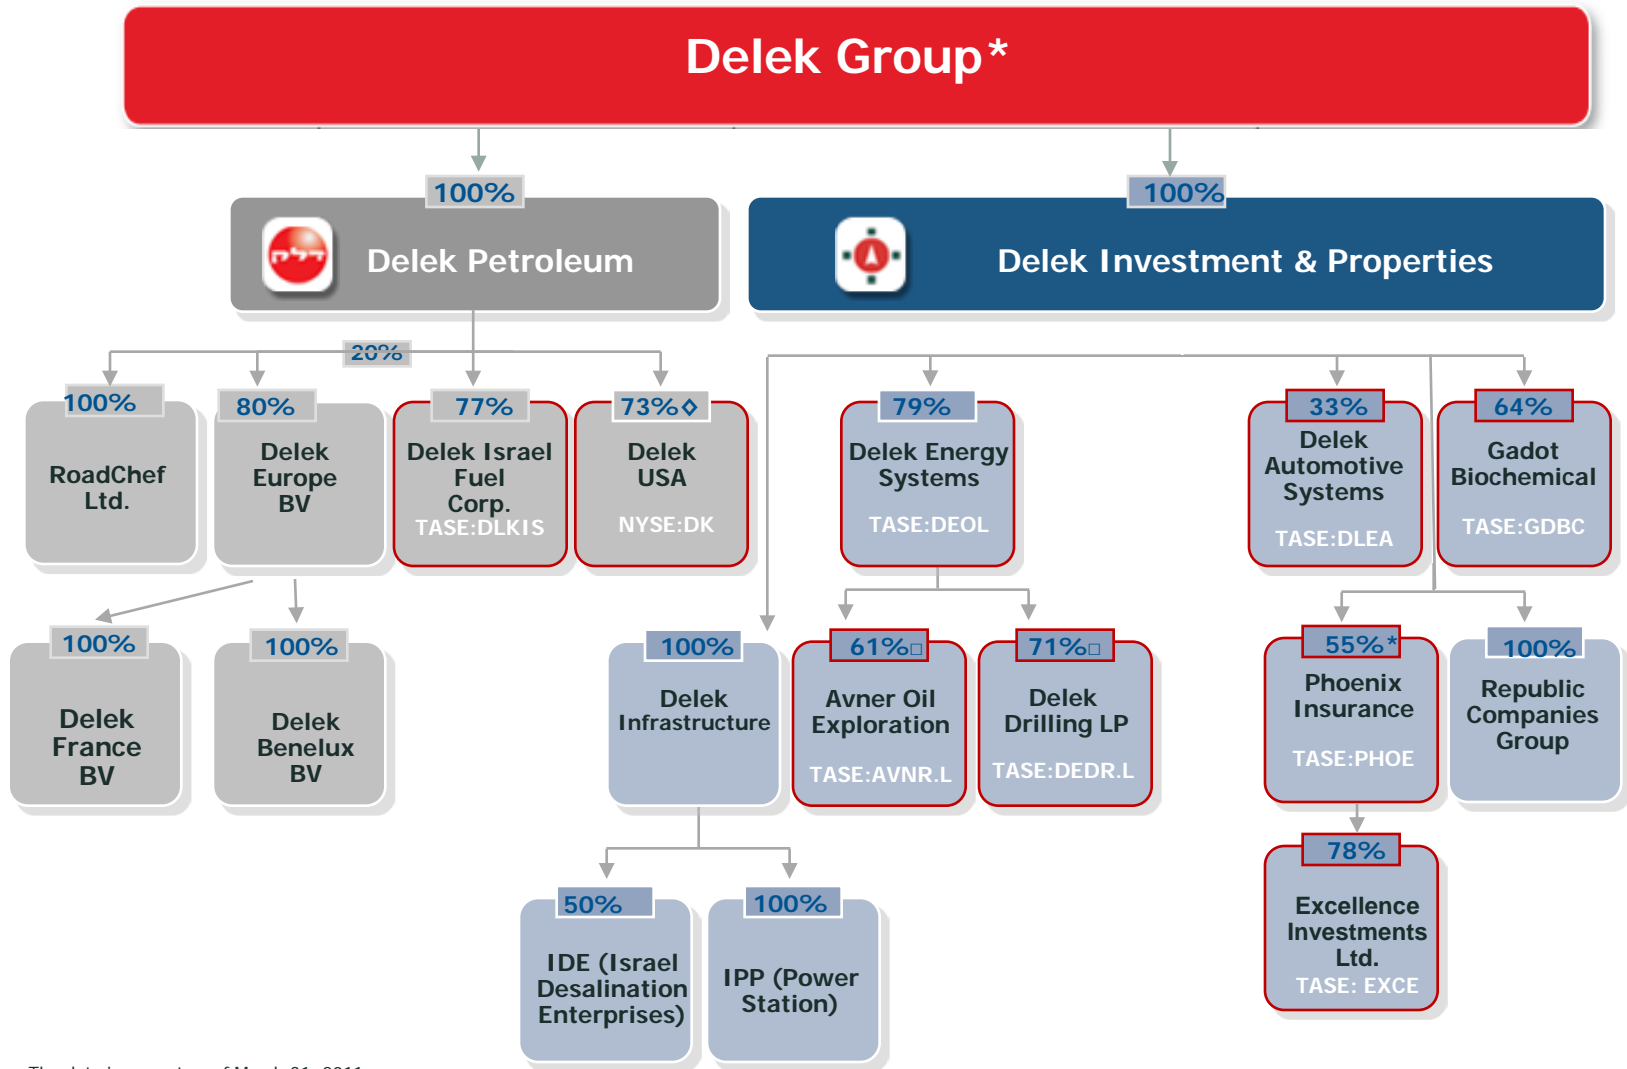 Delek Group*
100%
100%
דלק
Delek Petroleum
Delek Investment & Properties
20%
100%
RoadChef
Ltd.
80%
Delek
Europe
BV
77%
Delek Israel
Fuel
Corp.
TASE:DLKIS
73%◊
Delek
USA
NYSE:DK
79%
Delek Energy
Systems
TASE:DEOL
33%
Delek
Automotive
Systems
TASE:DLEA
64%
Gadot
Biochemical
TASE:GDBC
100%
Delek
France
BV
100%
Delek
Benelux
BV
100%
Delek
Infrastructure
61%□
Avner Oil
Exploration
TASE:AVNR.L
71%□
Delek
Drilling LP
TASE:DEDR.L
55%*
Phoenix
Insurance
TASE:PHOE
100%
Republic
Companies
Group
78%
Excellence
Investments
Ltd.
TASE: EXCE
50%
IDE (Israel
Desalination
Enterprises)
100%
IPP (Power
Station)